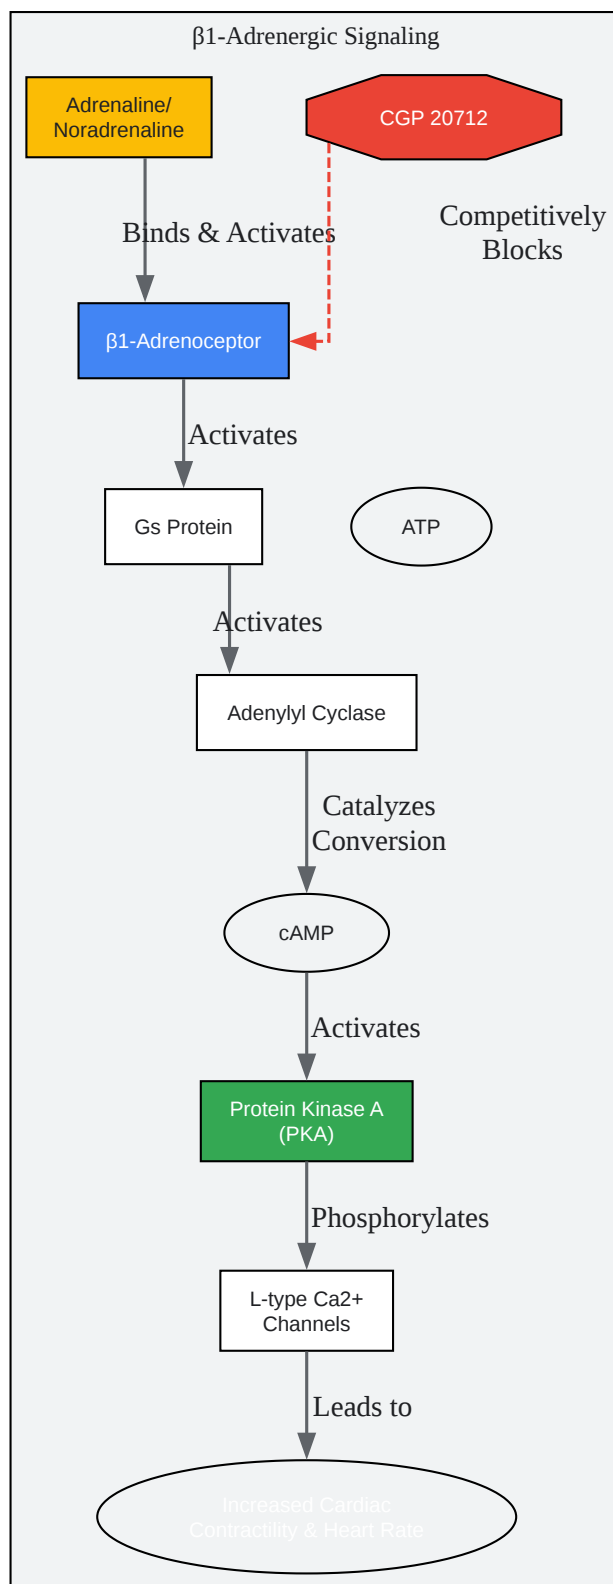 β1-Adrenergic Signaling
Adrenaline/
Noradrenaline
CGP 20712
Binds & Activates
Competitively
Blocks
β1-Adrenoceptor
Activates
Gs Protein
ATP
Activates
Adenylyl Cyclase
Catalyzes
Conversion
cAMP
Activates
Protein Kinase A
(PKA)
Phosphorylates
L-type Ca2+
Channels
Leads to
Increased Cardiac
Contractility & Heart Rate